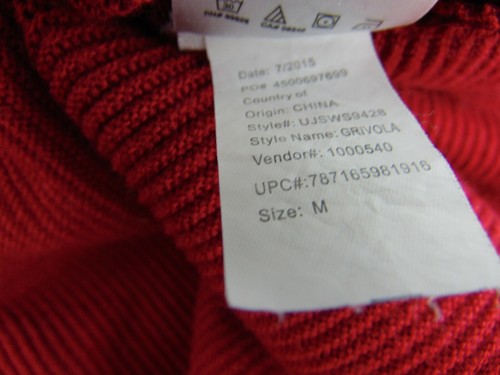 Date: 7/2015
PO# 4500697699
Country of
Origin: CHINA
Style#: UJSWS9428
Style Name: GRIVOLA
Vendor#: 1000540
UPC#:787165981916
Size: M